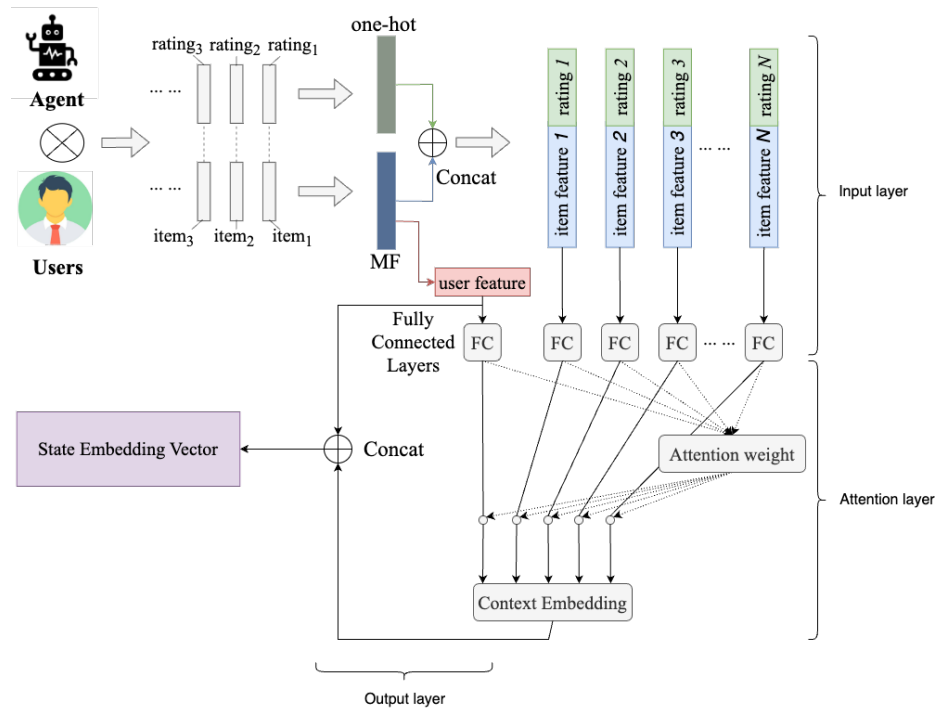 one-hot
rating3 rating2 rating1
... ...
Agent
rating 1
rating 2
rating 3
rating N
Concat
item feature 1
item feature 2
item feature 3
... ...
item feature N
Input layer
... ...
item3 item2 item1
Users
MF
user feature
Fully
Connected
Layers
FC
FC
FC
FC
... ...
FC
State Embedding Vector
Concat
Attention weight
Attention layer
Context Embedding
Output layer